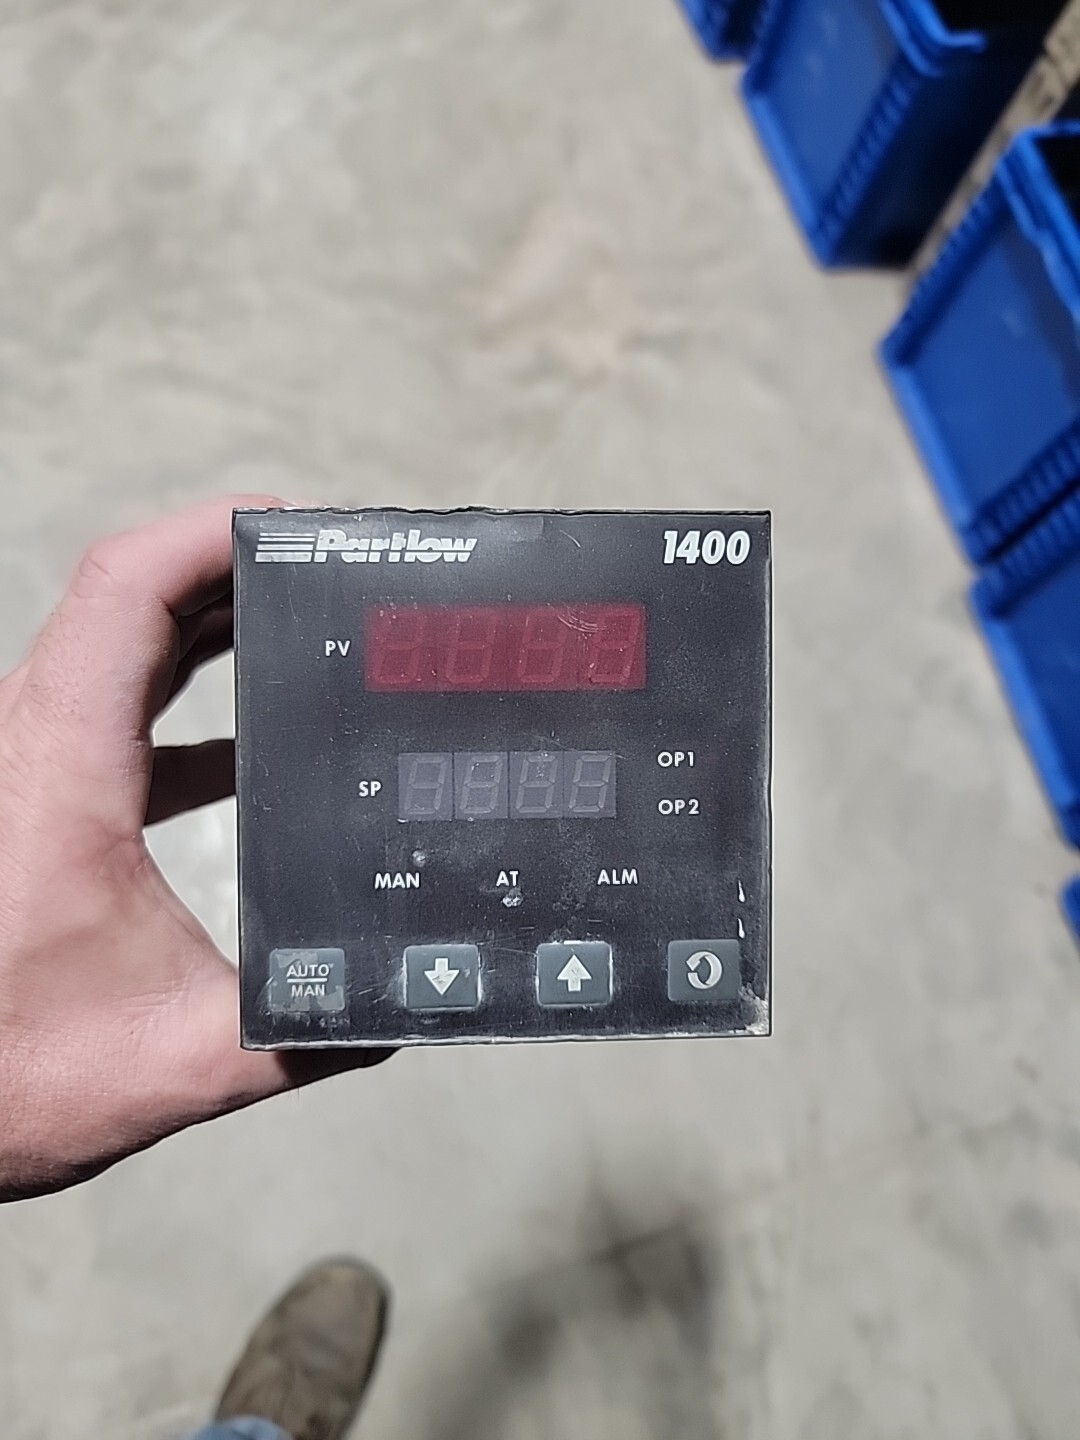 Partlow 1400
PV
SP
OP1
OP2
MAN AT ALM
AUTO
MAN